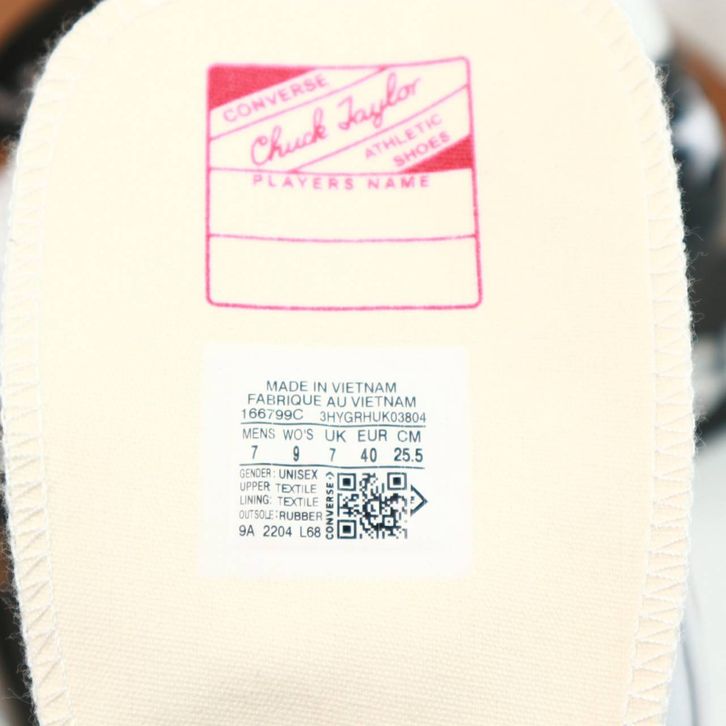 CONVERSE
Chuck Taylor
ATHLETIC
SHOES
PLAYERS NAME
MADE IN VIETNAM
FABRIQUE AU VIETNAM
166799C 3HYGRHUK03804
MENS WO'S UK EUR CM
7 9 7 40 25.5
GENDER: UNISEX
UPPER TEXTILE
LINING: TEXTILE
OUTSOLE: RUBBER
9A 2204 L68
CONVERSE